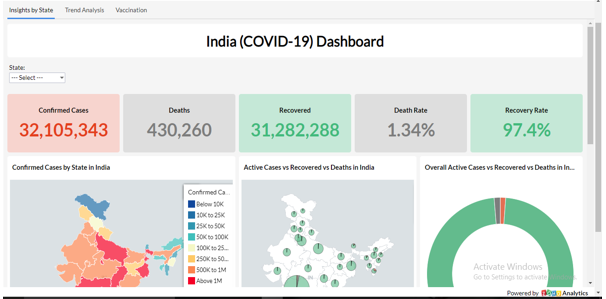 Insights by State Trend Analysis Vaccination
India (COVID-19) Dashboard
State:
--- Select ---
Confirmed Cases Deaths Recovered Death Rate Recovery Rate
32,105,343 430,260 31,282,288 1.34% 97.4%
Confirmed Cases by State in India Active Cases vs Recovered vs Deaths in India Overall Active Cases vs Recovered vs Deaths in In...
Confirmed Ca...
Below 10K
10K to 25K
25K to 50K
50K to 100K
100K to 25...
250K to 50...
500K to 1M
Above 1M
Activate Windows
Go to Settings to activate
Powered by ZOHO Analytics